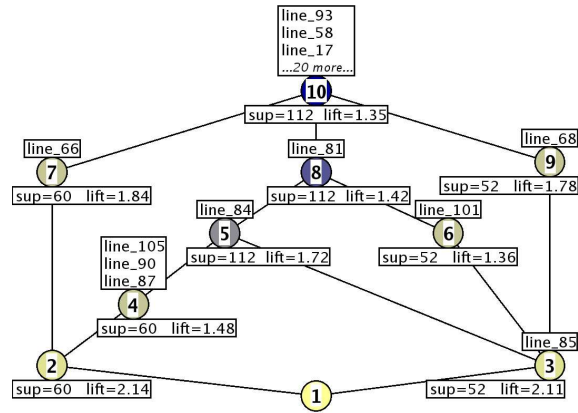 line_93
line_58
line_17
...20 more...
10
sup=112 lift=1.35
line_66
7
sup=60 lift=1.84
line_81
8
sup=112 lift=1.42
line_68
9
sup=52 lift=1.78
line_84
5
sup=112 lift=1.72
line_101
6
sup=52 lift=1.36
line_105
line_90
line_87
4
sup=60 lift=1.48
2
sup=60 lift=2.14
1
line_85
3
sup=52 lift=2.11